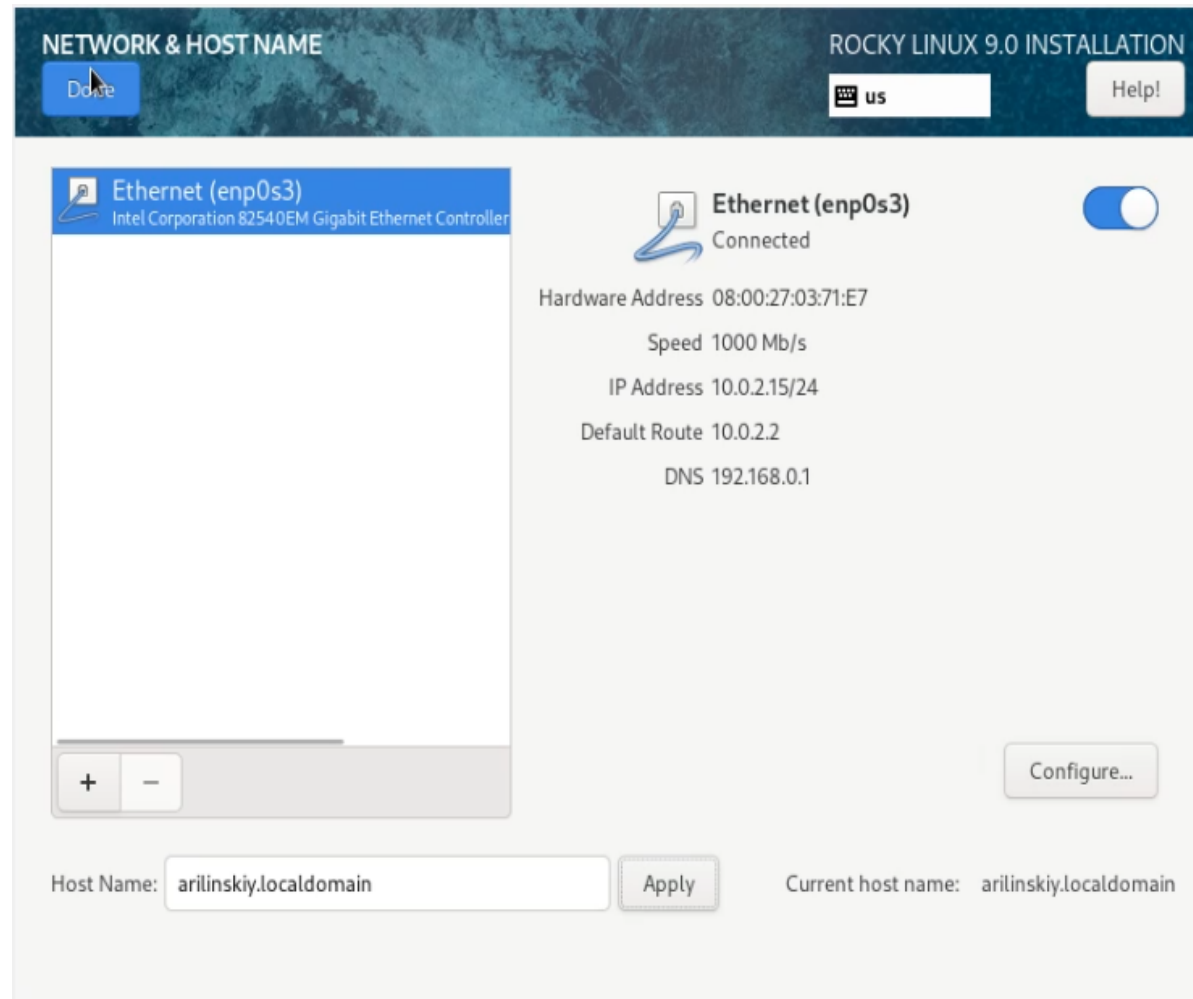 NETWORK & HOST NAME
ROCKY LINUX 9.0 INSTALLATION
Done
us
Help!
Ethernet (enp0s3)
Intel Corporation 82540EM Gigabit Ethernet Controller
Ethernet (enp0s3)
Connected
Hardware Address 08:00:27:03:71:E7
Speed 1000 Mb/s
IP Address 10.0.2.15/24
Default Route 10.0.2.2
DNS 192.168.0.1
+ −
Configure...
Host Name: arilinskiy.localdomain Apply Current host name: arilinskiy.localdomain